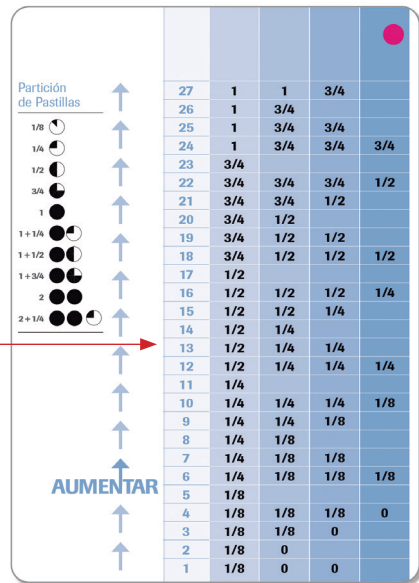 Partición
de Pastillas
1/8
1/4
1/2
3/4
1
1+1/4
1+1/2
1+3/4
2
2+1/4
AUMENTAR
27 1 1 3/4
26 1 3/4
25 1 3/4 3/4
24 1 3/4 3/4 3/4
23 3/4
22 3/4 3/4 3/4 1/2
21 3/4 3/4 1/2
20 3/4 1/2
19 3/4 1/2 1/2
18 3/4 1/2 1/2 1/2
17 1/2
16 1/2 1/2 1/2 1/4
15 1/2 1/2 1/4
14 1/2 1/4
13 1/2 1/4 1/4
12 1/2 1/4 1/4 1/4
11 1/4
10 1/4 1/4 1/4 1/8
9 1/4 1/4 1/8
8 1/4 1/8
7 1/4 1/8 1/8
6 1/4 1/8 1/8 1/8
5 1/8
4 1/8 1/8 1/8 0
3 1/8 1/8 0
2 1/8 0
1 1/8 0 0 0